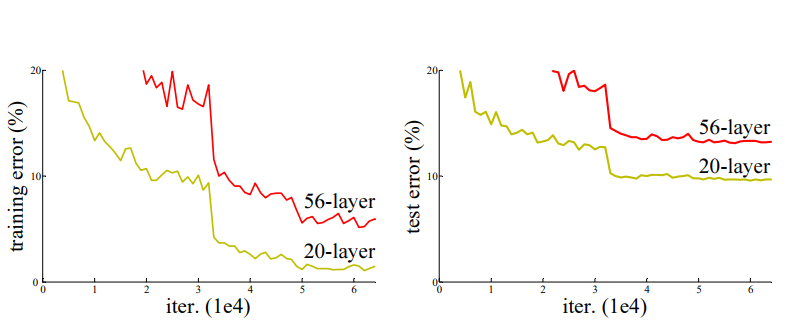 training error (%)
20
10
0
0 1 2 3 4 5 6
iter. (1e4)
56-layer
20-layer
test error (%)
20
10
0
0 1 2 3 4 5 6
iter. (1e4)
56-layer
20-layer